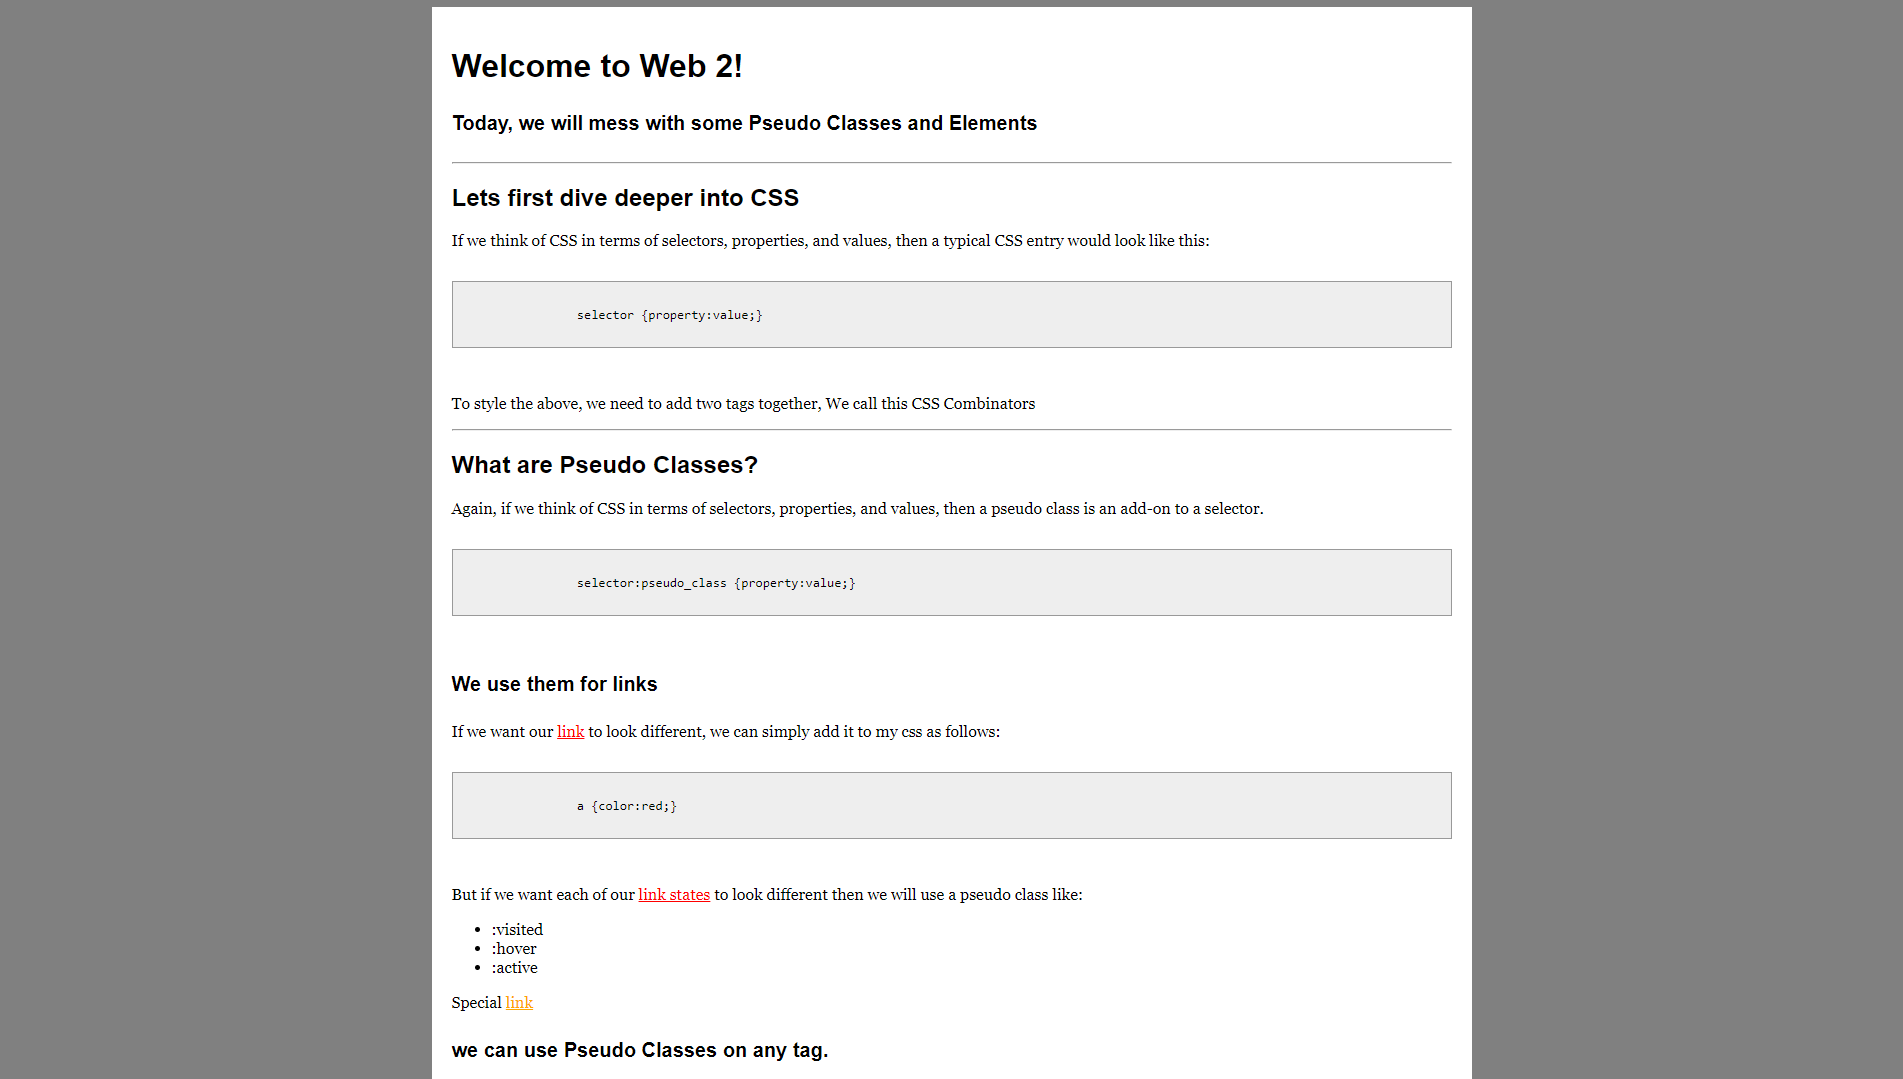 Welcome to Web 2!
Today, we will mess with some Pseudo Classes and Elements
Lets first dive deeper into CSS
If we think of CSS in terms of selectors, properties, and values, then a typical CSS entry would look like this:
selector {property:value;}
To style the above, we need to add two tags together, We call this CSS Combinators
What are Pseudo Classes?
Again, if we think of CSS in terms of selectors, properties, and values, then a pseudo class is an add-on to a selector.
selector:pseudo_class {property:value;}
We use them for links
If we want our link to look different, we can simply add it to my css as follows:
a {color:red;}
But if we want each of our link states to look different then we will use a pseudo class like:
• :visited
• :hover
• :active
Special link
we can use Pseudo Classes on any tag.